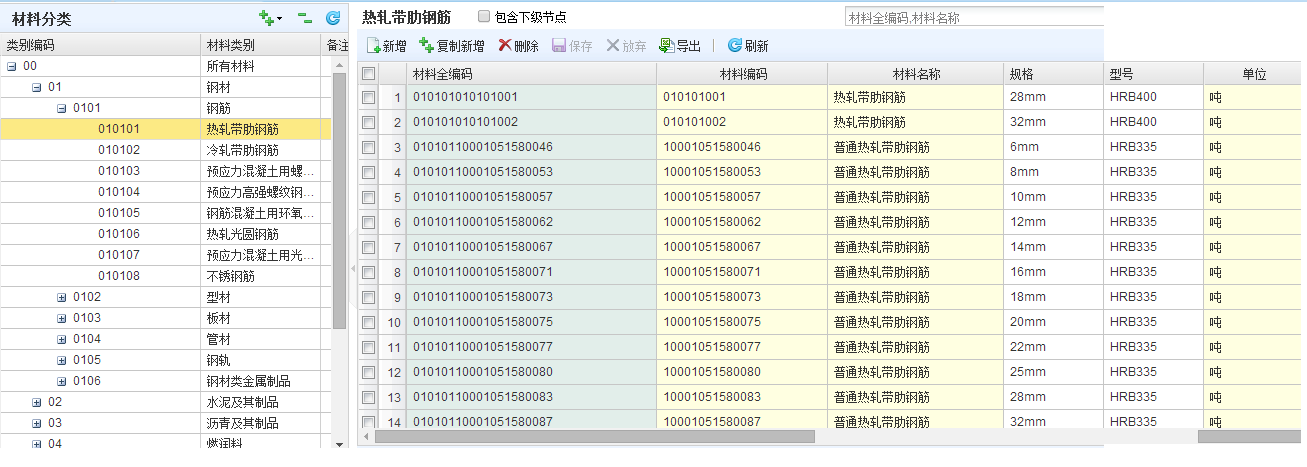 材料分类
类别编码 材料类别 备注
00 所有材料
01 钢材
0101 钢筋
010101 热轧带肋钢筋
010102 冷轧带肋钢筋
010103 预应力混凝土用螺...
010104 预应力高强螺纹钢...
010105 钢筋混凝土用环氧...
010106 热轧光圆钢筋
010107 预应力混凝土用光...
010108 不锈钢筋
0102 型材
0103 板材
0104 管材
0105 钢轨
0106 钢材类金属制品
02 水泥及其制品
03 沥青及其制品
04 燃润料
热轧带肋钢筋 包含下级节点 材料全编码,材料名称
新增 复制新增 删除 保存 放弃 导出 刷新
材料全编码 材料编码 材料名称 规格 型号 单位
1 010101010101001 010101001 热轧带肋钢筋 28mm HRB400 吨
2 010101010101002 010101002 热轧带肋钢筋 32mm HRB400 吨
3 01010110001051580046 10001051580046 普通热轧带肋钢筋 6mm HRB335 吨
4 01010110001051580053 10001051580053 普通热轧带肋钢筋 8mm HRB335 吨
5 01010110001051580057 10001051580057 普通热轧带肋钢筋 10mm HRB335 吨
6 01010110001051580062 10001051580062 普通热轧带肋钢筋 12mm HRB335 吨
7 01010110001051580067 10001051580067 普通热轧带肋钢筋 14mm HRB335 吨
8 01010110001051580071 10001051580071 普通热轧带肋钢筋 16mm HRB335 吨
9 01010110001051580073 10001051580073 普通热轧带肋钢筋 18mm HRB335 吨
10 01010110001051580075 10001051580075 普通热轧带肋钢筋 20mm HRB335 吨
11 01010110001051580077 10001051580077 普通热轧带肋钢筋 22mm HRB335 吨
12 01010110001051580080 10001051580080 普通热轧带肋钢筋 25mm HRB335 吨
13 01010110001051580083 10001051580083 普通热轧带肋钢筋 28mm HRB335 吨
14 01010110001051580087 10001051580087 普通热轧带肋钢筋 32mm HRB335 吨